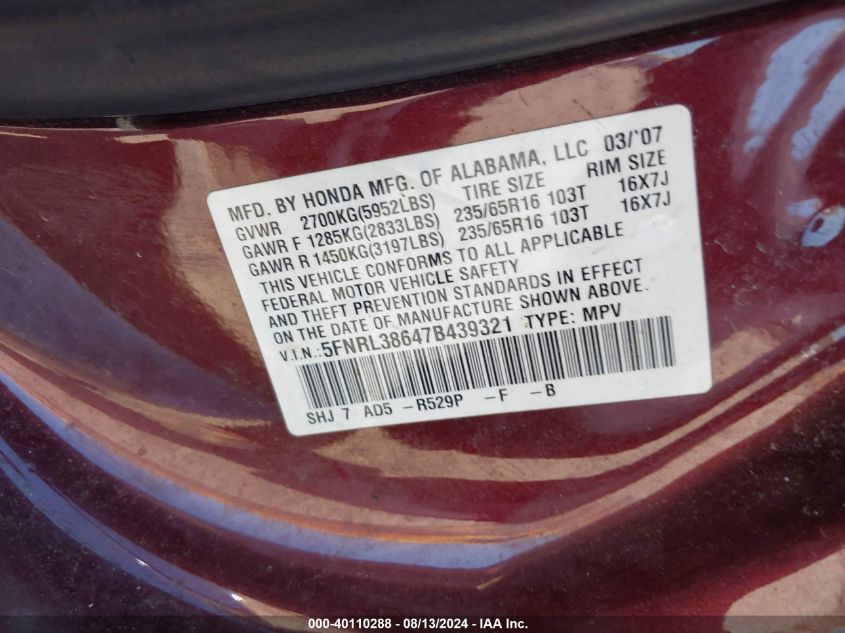 MFD. BY HONDA MFG. OF ALABAMA, LLC 03/'07
GVWR 2700KG(5952LBS) TIRE SIZE RIM SIZE
GAWR F 1285KG(2833LBS) 235/65R16 103T 16X7J
GAWR R 1450KG(3197LBS) 235/65R16 103T 16X7J
THIS VEHICLE CONFORMS TO ALL APPLICABLE
FEDERAL MOTOR VEHICLE SAFETY
AND THEFT PREVENTION STANDARDS IN EFFECT
ON THE DATE OF MANUFACTURE SHOWN ABOVE.
V.I.N.:5FNRL38647B439321 TYPE: MPV
SHJ 7 AD5 -R529P -F -B
000-40110288 - 08/13/2024 - IAA Inc.